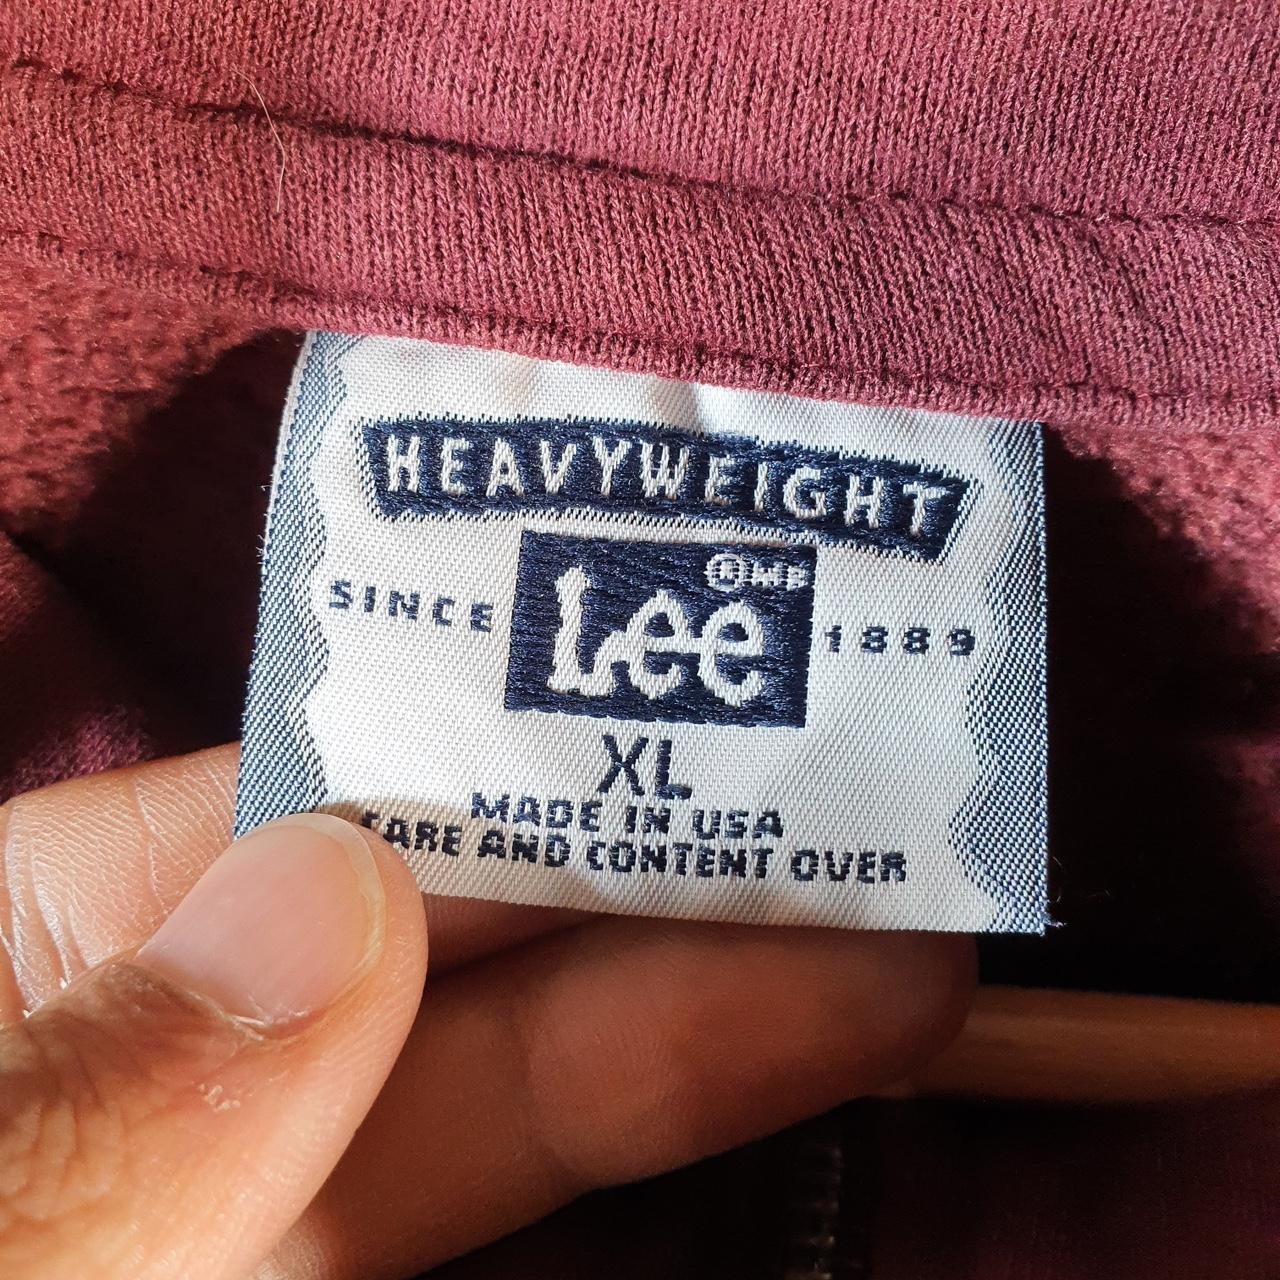 HEAVYWEIGHT
SINCE Lee 1889
XL
MADE IN USA
CARE AND CONTENT OVER